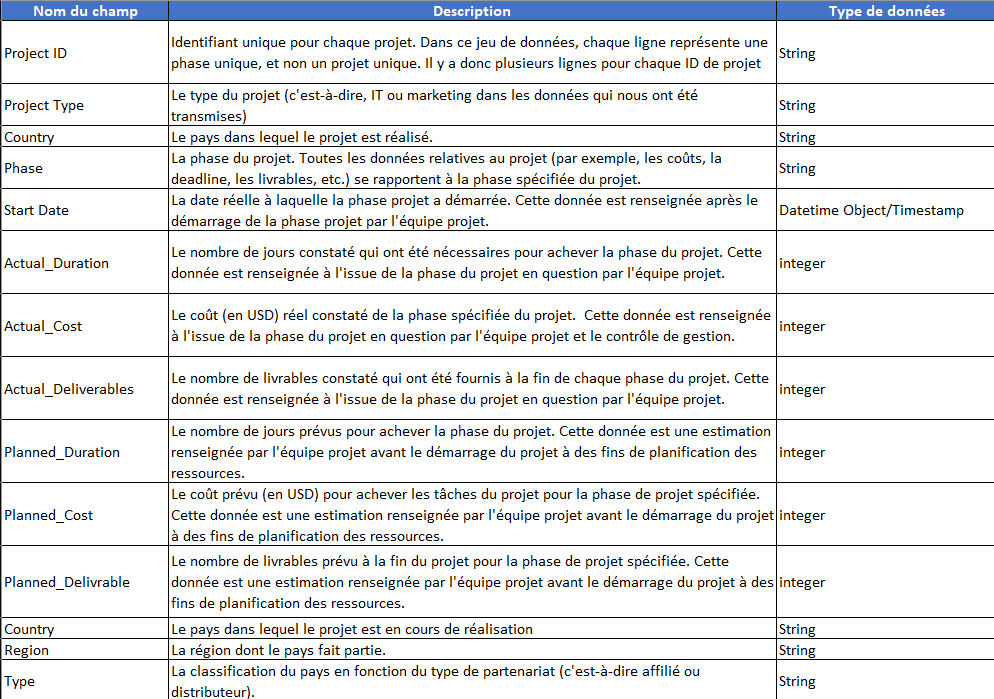 Nom du champ Description Type de données
Project ID
Identifiant unique pour chaque projet. Dans ce jeu de données, chaque ligne représente une
phase unique, et non un projet unique. Il y a donc plusieurs lignes pour chaque ID de projet
String
Project Type
Le type du projet (c'est-à-dire, IT ou marketing dans les données qui nous ont été
transmises)
String
Country Le pays dans lequel le projet est réalisé. String
Phase
La phase du projet. Toutes les données relatives au projet (par exemple, les coûts, la
deadline, les livrables, etc.) se rapportent à la phase spécifiée du projet.
String
Start Date
La date réelle à laquelle la phase projet a démarrée. Cette donnée est renseignée après le
démarrage de la phase projet par l'équipe projet.
Datetime Object/Timestamp
Actual_Duration
Le nombre de jours constaté qui ont été nécessaires pour achever la phase du projet. Cette
donnée est renseignée à l'issue de la phase du projet en question par l'équipe projet.
integer
Actual_Cost
Le coût (en USD) réel constaté de la phase spécifiée du projet.  Cette donnée est renseignée
à l'issue de la phase du projet en question par l'équipe projet et le contrôle de gestion.
integer
Actual_Deliverables
Le nombre de livrables constaté qui ont été fournis à la fin de chaque phase du projet. Cette
donnée est renseignée à l'issue de la phase du projet en question par l'équipe projet.
integer
Planned_Duration
Le nombre de jours prévus pour achever la phase du projet. Cette donnée est une estimation
renseignée par l'équipe projet avant le démarrage du projet à des fins de planification des
ressources.
integer
Planned_Cost
Le coût prévu (en USD) pour achever les tâches du projet pour la phase de projet spécifiée.
Cette donnée est une estimation renseignée par l'équipe projet avant le démarrage du projet
à des fins de planification des ressources.
integer
Planned_Delivrable
Le nombre de livrables prévu à la fin du projet pour la phase de projet spécifiée. Cette
donnée est une estimation renseignée par l'équipe projet avant le démarrage du projet à des
fins de planification des ressources.
integer
Country Le pays dans lequel le projet est en cours de réalisation String
Region La région dont le pays fait partie. String
Type
La classification du pays en fonction du type de partenariat (c'est-à-dire affilié ou
distributeur).
String